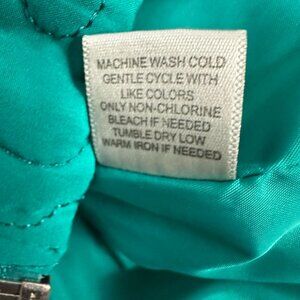 MACHINE WASH COLD
GENTLE CYCLE WITH
LIKE COLORS
ONLY NON-CHLORINE
BLEACH IF NEEDED
TUMBLE DRY LOW
WARM IRON IF NEEDED